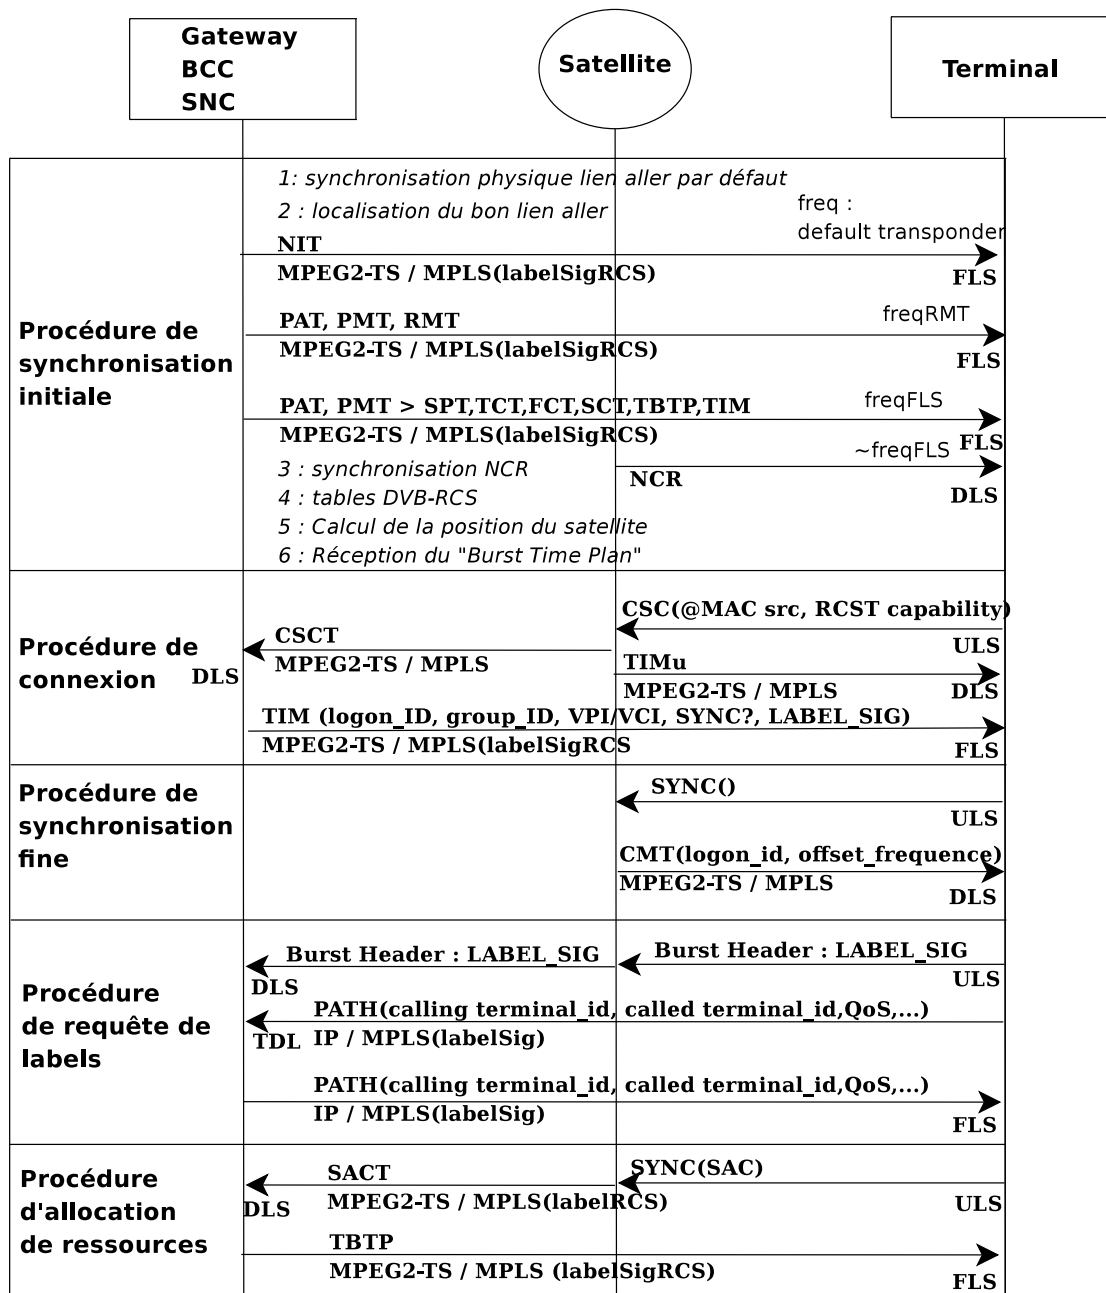 Gateway
BCC
SNC
Satellite
Terminal
Procédure de
synchronisation
initiale
1: synchronisation physique lien aller par défaut
2 : localisation du bon lien aller
freq :
default transponder
NIT
MPEG2-TS / MPLS(labelSigRCS)
FLS
PAT, PMT, RMT
freqRMT
MPEG2-TS / MPLS(labelSigRCS)
FLS
PAT, PMT > SPT,TCT,FCT,SCT,TBTP,TIM
freqFLS
MPEG2-TS / MPLS(labelSigRCS)
FLS
~freqFLS
3 : synchronisation NCR
NCR
DLS
4 : tables DVB-RCS
5 : Calcul de la position du satellite
6 : Réception du "Burst Time Plan"
Procédure de
connexion
CSC(@MAC src, RCST capability)
ULS
CSCT
MPEG2-TS / MPLS
DLS
TIMu
MPEG2-TS / MPLS
DLS
TIM (logon_ID, group_ID, VPI/VCI, SYNC?, LABEL_SIG)
MPEG2-TS / MPLS(labelSigRCS
FLS
Procédure de
synchronisation
fine
SYNC()
ULS
CMT(logon_id, offset_frequence)
MPEG2-TS / MPLS
DLS
Procédure
de requête de
labels
Burst Header : LABEL_SIG
Burst Header : LABEL_SIG
ULS
DLS
PATH(calling terminal_id, called terminal_id,QoS,...)
TDL
IP / MPLS(labelSig)
PATH(calling terminal_id, called terminal_id,QoS,...)
IP / MPLS(labelSig)
FLS
Procédure
d'allocation
de ressources
SACT
SYNC(SAC)
DLS
MPEG2-TS / MPLS(labelRCS)
ULS
TBTP
MPEG2-TS / MPLS (labelSigRCS)
FLS